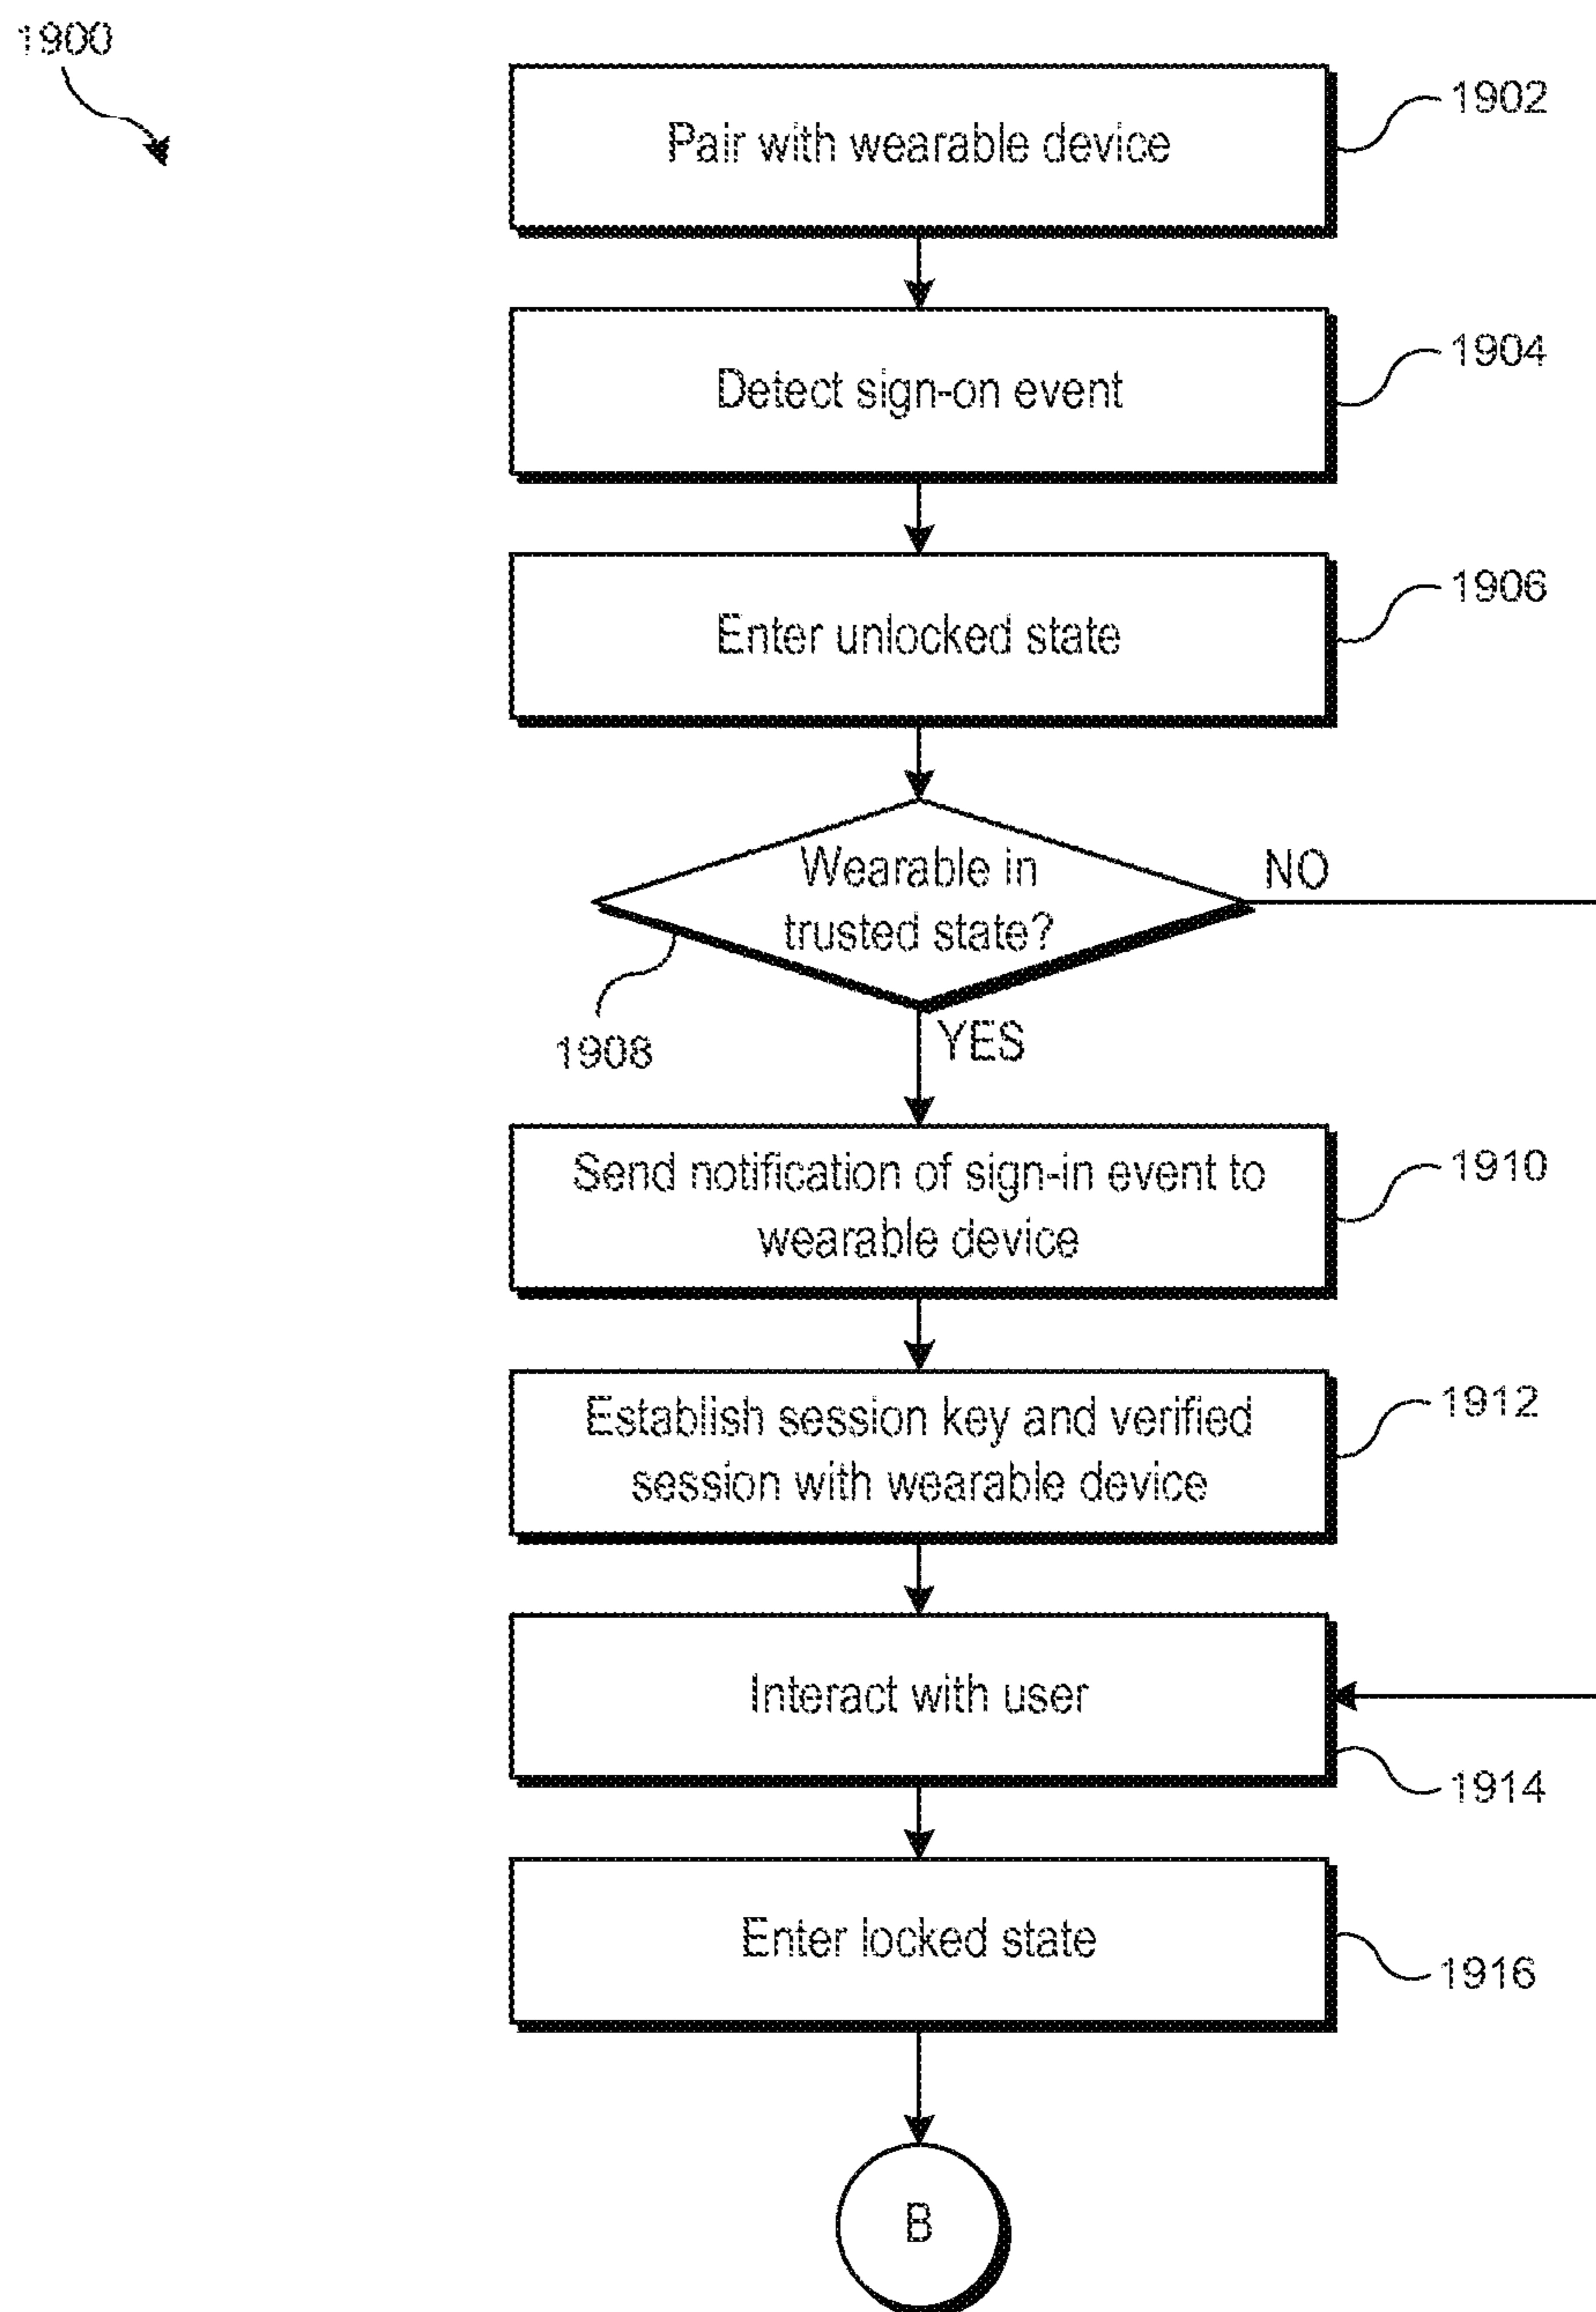 1900
Pair with wearable device
1902
Detect sign-on event
1904
Enter unlocked state
1906
Wearable in
trusted state?
NO
1908
YES
Send notification of sign-in event to
wearable device
1910
Establish session key and verified
session with wearable device
1912
Interact with user
1914
Enter locked state
1916
B